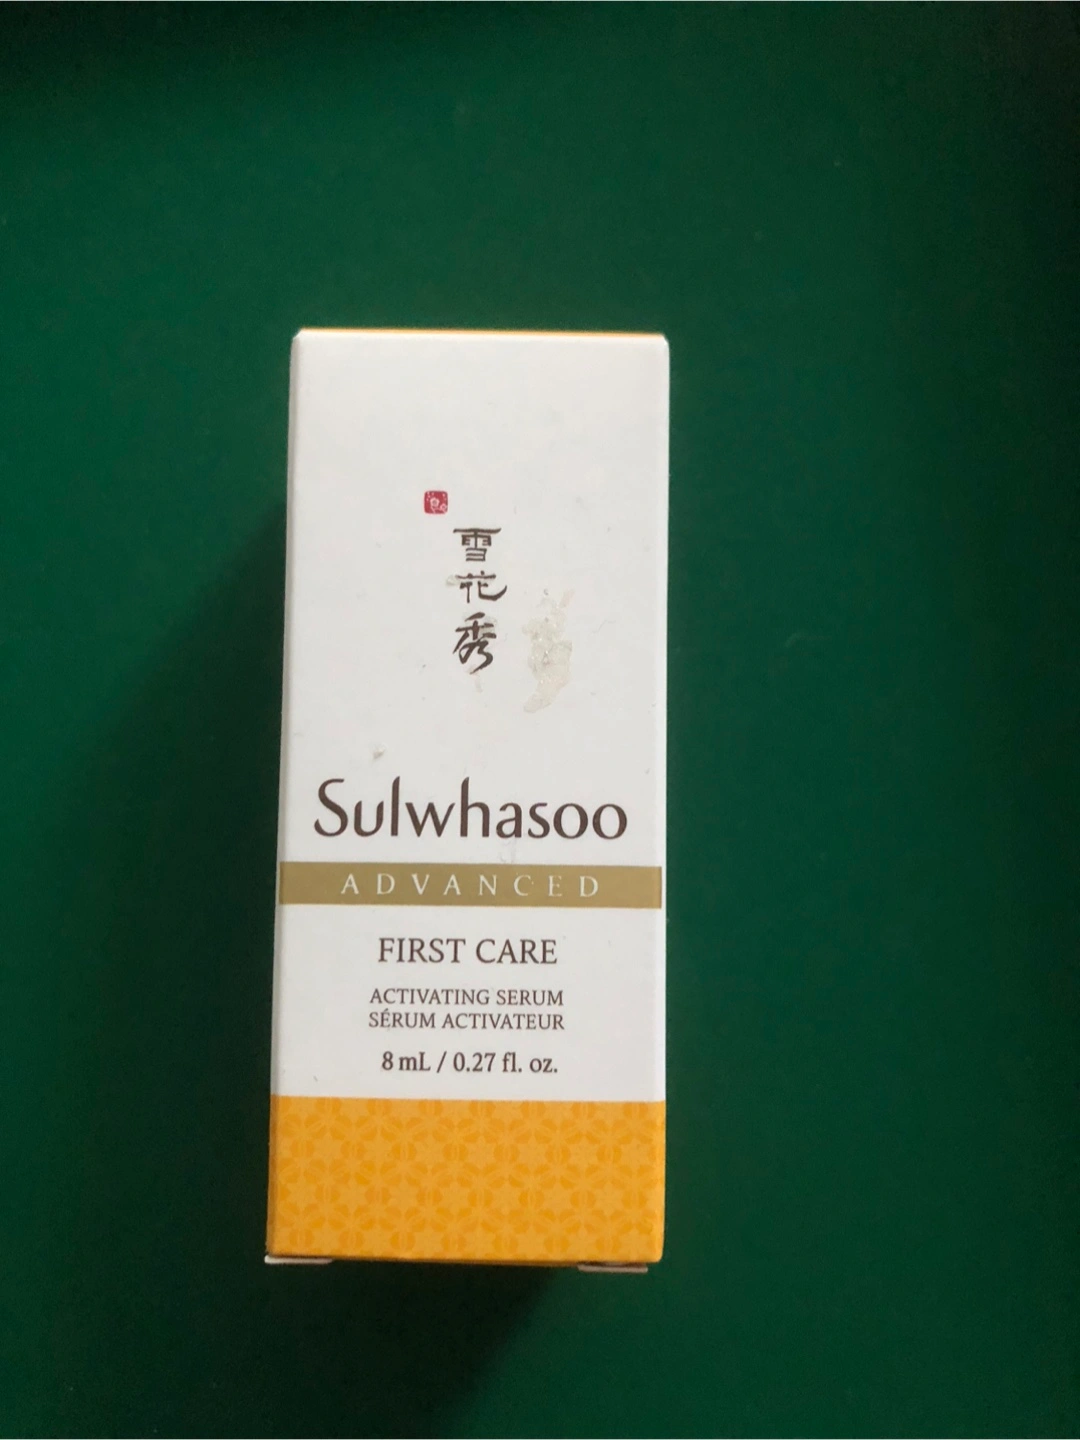 雪
花
秀
Sulwhasoo
ADVANCED
FIRST CARE
ACTIVATING SERUM
SÉRUM ACTIVATEUR
8 mL / 0.27 fl. oz.